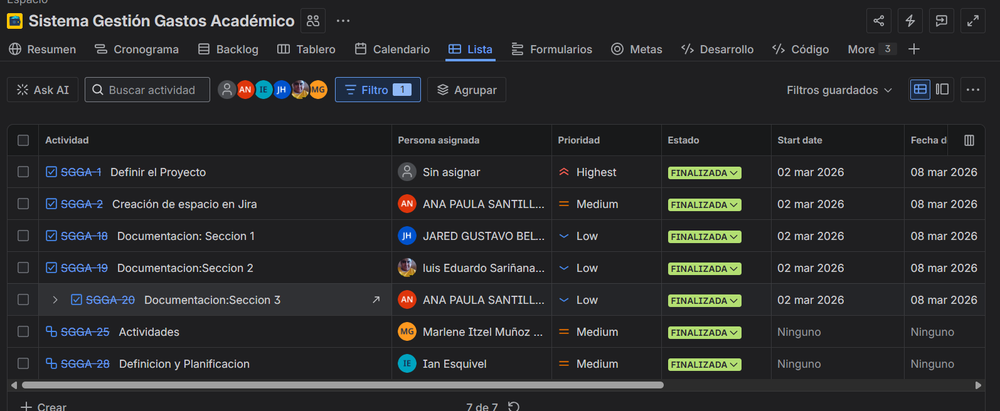 Espacio
Sistema Gestión Gastos Académico
Resumen Cronograma Backlog Tablero Calendario Lista Formularios Metas Desarrollo Código More 3
Ask AI Buscar actividad AN IE JH MG Filtro 1 Agrupar Filtros guardados
Actividad Persona asignada Prioridad Estado Start date Fecha d
SGGA-1 Definir el Proyecto Sin asignar Highest FINALIZADA 02 mar 2026 08 mar 2026
SGGA-2 Creación de espacio en Jira AN ANA PAULA SANTILL... Medium FINALIZADA 02 mar 2026 08 mar 2026
SGGA-18 Documentacion: Seccion 1 JH JARED GUSTAVO BEL... Low FINALIZADA 02 mar 2026 08 mar 2026
SGGA-19 Documentacion:Seccion 2 luis Eduardo Sariñana... Low FINALIZADA 02 mar 2026 08 mar 2026
SGGA-20 Documentacion:Seccion 3 AN ANA PAULA SANTILL... Low FINALIZADA 02 mar 2026 08 mar 2026
SGGA-25 Actividades MG Marlene Itzel Muñoz ... Medium FINALIZADA Ninguno Ninguno
SGGA-28 Definicion y Planificacion IE Ian Esquivel Medium FINALIZADA Ninguno Ninguno
Crear 7 de 7